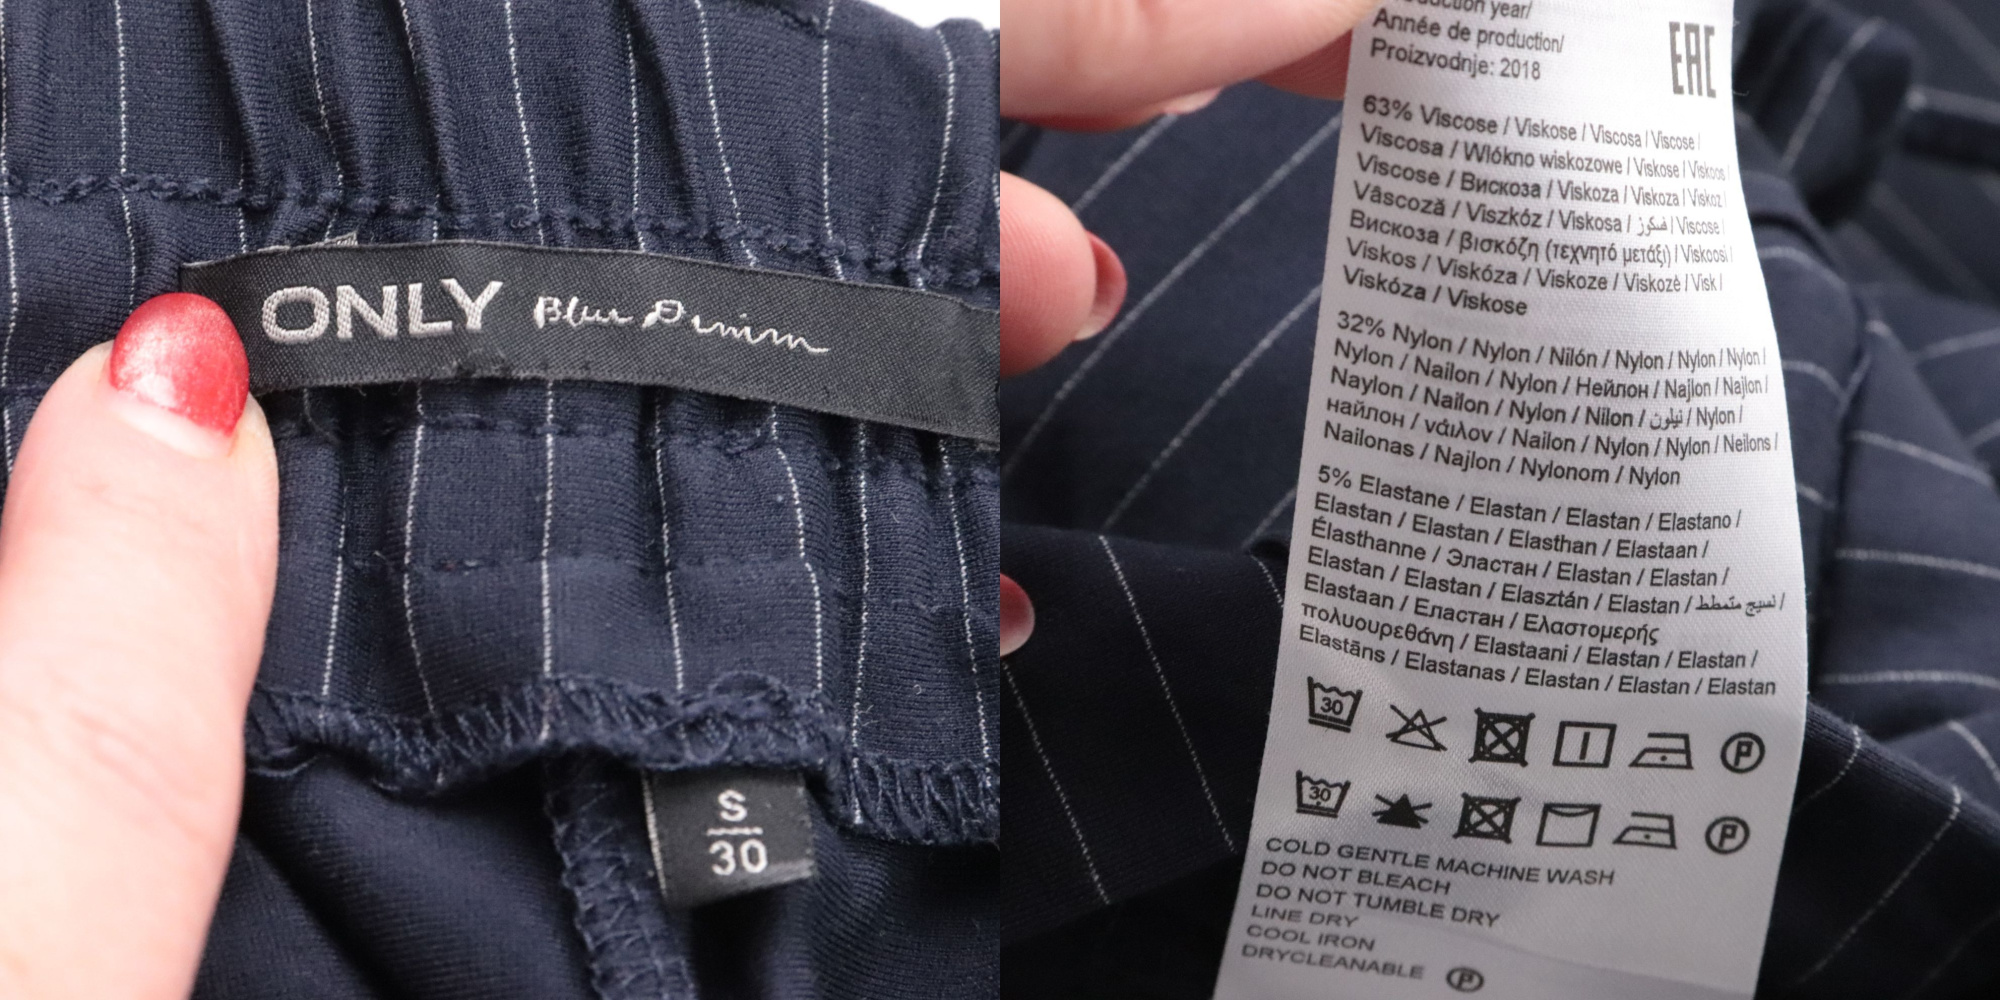 ONLY Blue Denim
S
30
Production year/
Année de production/
Proizvodnje: 2018
EAC
63% Viscose / Viskose / Viscosa / Viscose /
Viscosa / Wlókno wiskozowe / Viskose / Viskoos /
Viscose / Вискоза / Viskoza / Viskoza / Viskoz /
Vâscoză / Viszkóz / Viskosa / فسكوز / Viscose /
Вискоза / βισκόζη (τεχνητό μετάξι) / Viskoosi /
Viskos / Viskóza / Viskoze / Viskozė / Visk /
Viskóza / Viskose
32% Nylon / Nylon / Nilón / Nylon / Nylon / Nylon /
Nylon / Nailon / Nylon / Нейлон / Najlon / Najlon /
Naylon / Nailon / Nylon / Nilon / نيلون / Nylon /
найлон / νάιλον / Nailon / Nylon / Nylon / Neilons /
Nailonas / Najlon / Nylonom / Nylon
5% Elastane / Elastan / Elastan / Elastano /
Elastan / Elastan / Elasthan / Elastaan /
Élasthanne / Эластан / Elastan / Elastan /
Elastan / Elastan / Elasztán / Elastan / نسيج متمطط /
Elastaan / Еластан / Ελαστομερής
πολυουρεθάνη / Elastaani / Elastan / Elastan /
Elastāns / Elastanas / Elastan / Elastan / Elastan
30 P
30 P
COLD GENTLE MACHINE WASH
DO NOT BLEACH
DO NOT TUMBLE DRY
LINE DRY
COOL IRON
DRYCLEANABLE P